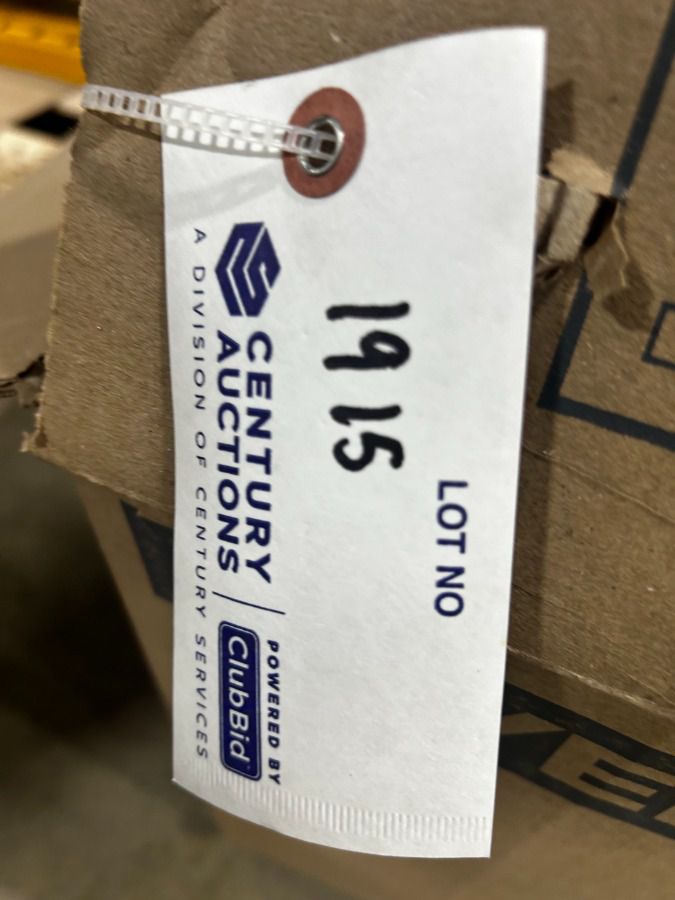 LOT NO
1915
CENTURY
AUCTIONS
POWERED BY
ClubBid
A DIVISION OF CENTURY SERVICES